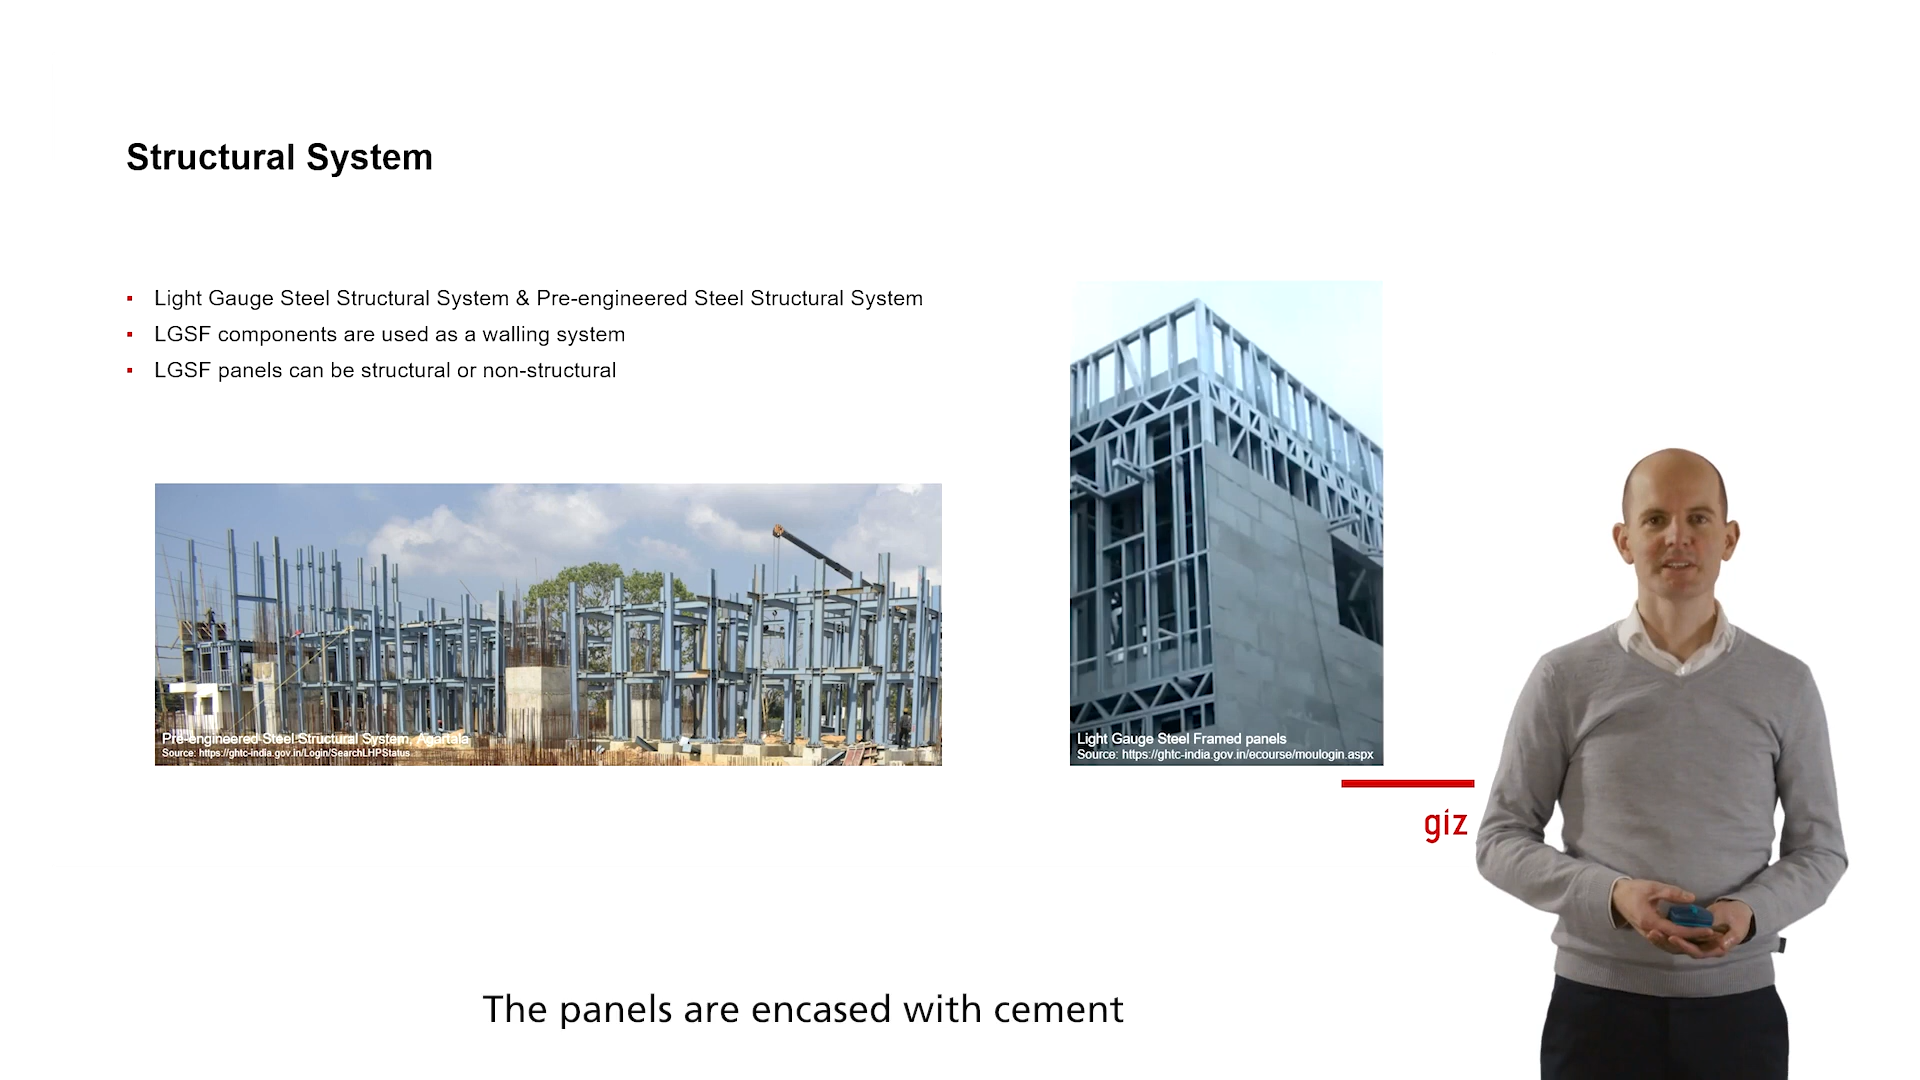 Structural System
Light Gauge Steel Structural System & Pre-engineered Steel Structural System
LGSF components are used as a walling system
LGSF panels can be structural or non-structural
Pre-engineered Steel Structural System, Agartala
Source: https://ghtc-india.gov.in/Login/SearchLHPStatus
Light Gauge Steel Framed panels
Source: https://ghtc-india.gov.in/ecourse/moulogin.aspx
giz
The panels are encased with cement